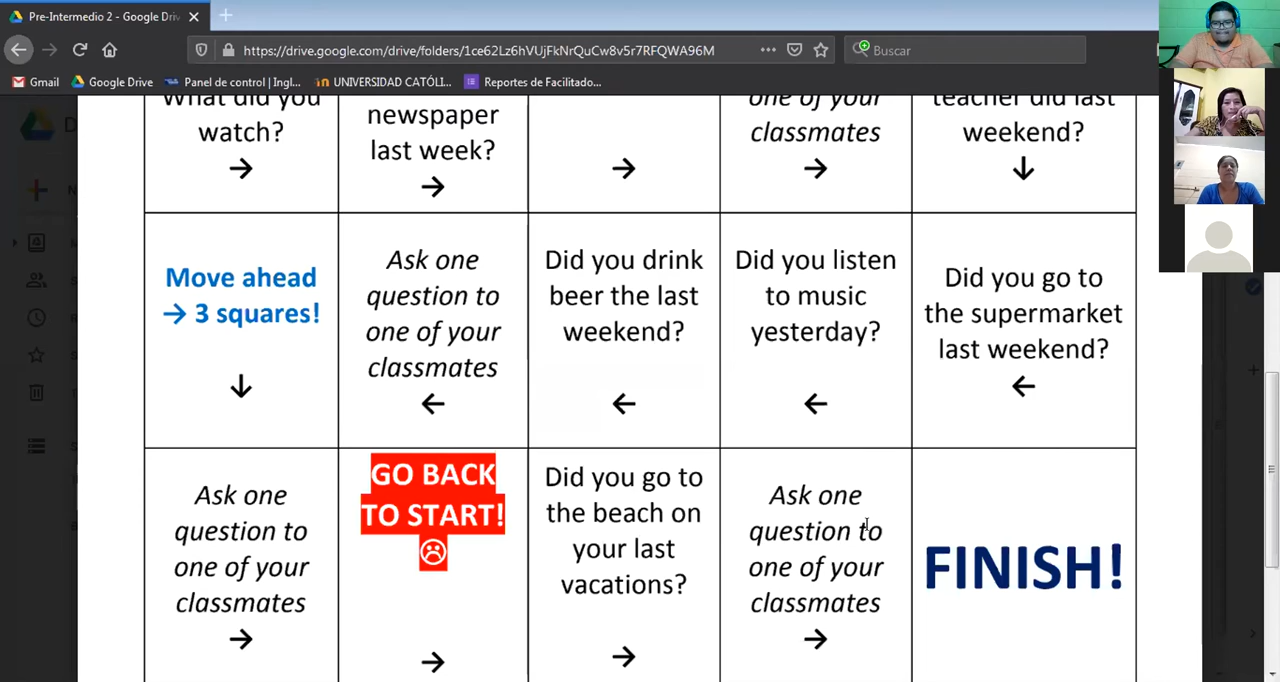 Pre-Intermedio 2 - Google Driv
https://drive.google.com/drive/folders/1ce62Lz6hVUjFkNrQuCw8v5r7RFQWA96M
Buscar
Gmail
Google Drive
Panel de control | Ingl...
UNIVERSIDAD CATÓLI...
Reportes de Facilitado...
What did you
watch?
→
newspaper
last week?
→
→
one of your
classmates
→
teacher did last
weekend?
↓
Move ahead
→ 3 squares!
↓
Ask one
question to
one of your
classmates
←
Did you drink
beer the last
weekend?
←
Did you listen
to music
yesterday?
←
Did you go to
the supermarket
last weekend?
←
Ask one
question to
one of your
classmates
→
GO BACK
TO START!
☹
→
Did you go to
the beach on
your last
vacations?
→
Ask one
question to
one of your
classmates
→
FINISH!